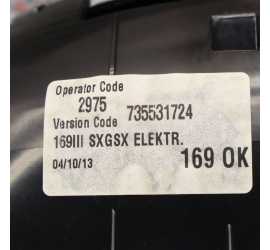 Operator Code
2975
Version Code 735531724
169III SXGSX ELEKTR.
04/10/13 169 OK